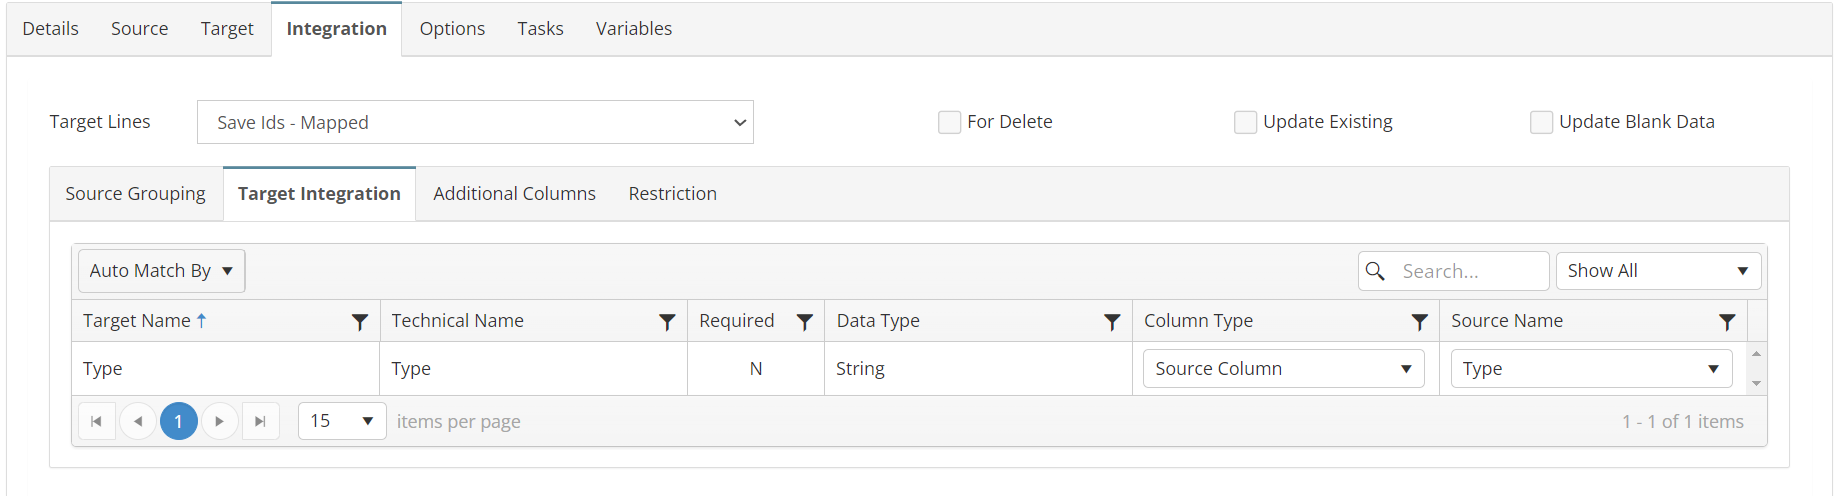 Details Source Target Integration Options Tasks Variables
Target Lines Save Ids - Mapped For Delete Update Existing Update Blank Data
Source Grouping Target Integration Additional Columns Restriction
Auto Match By Search... Show All
Target Name Technical Name Required Data Type Column Type Source Name
Type Type N String Source Column Type
1 15 items per page 1 - 1 of 1 items